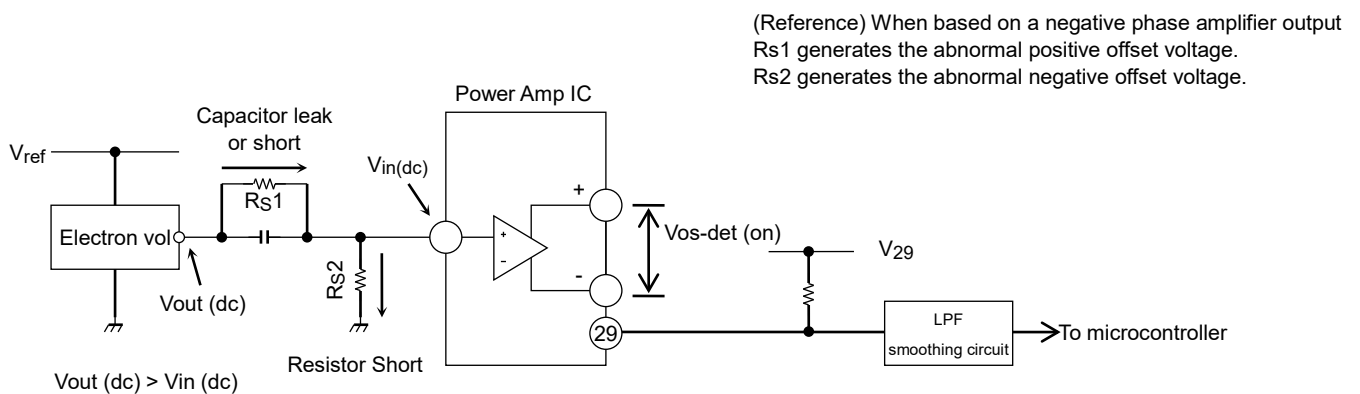 (Reference) When based on a negative phase amplifier output
Rs1 generates the abnormal positive offset voltage.
Rs2 generates the abnormal negative offset voltage.
Power Amp IC
Capacitor leak
or short
Vref
Vin(dc)
RS1
+
Electron vol
+
-
Vos-det (on)
V29
RS2
-
Vout (dc)
29
LPF
smoothing circuit
To microcontroller
Resistor Short
Vout (dc) > Vin (dc)